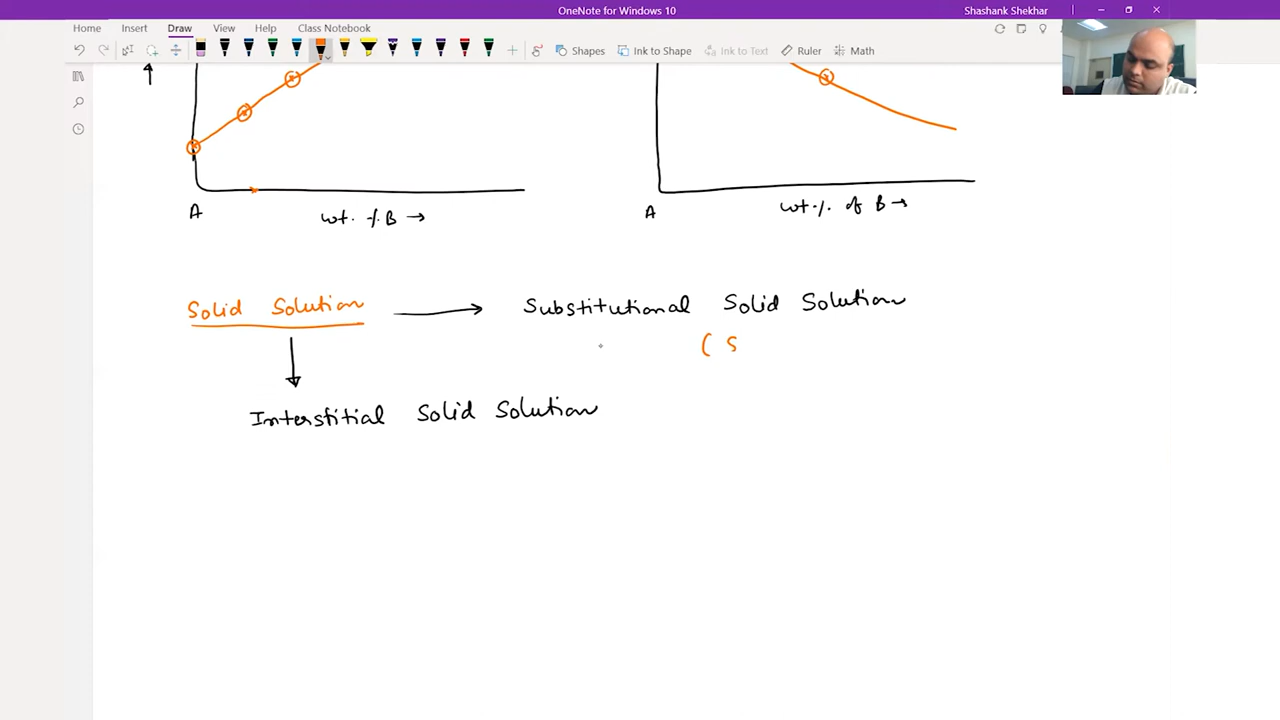 OneNote for Windows 10
Shashank Shekhar
Home Insert Draw View Help Class Notebook
Shapes Ink to Shape Ink to Text Ruler Math
A
wt. % B →
A
wt % of B →
Solid Solution → Substitutional Solid Solution
( S
Interstitial Solid Solution